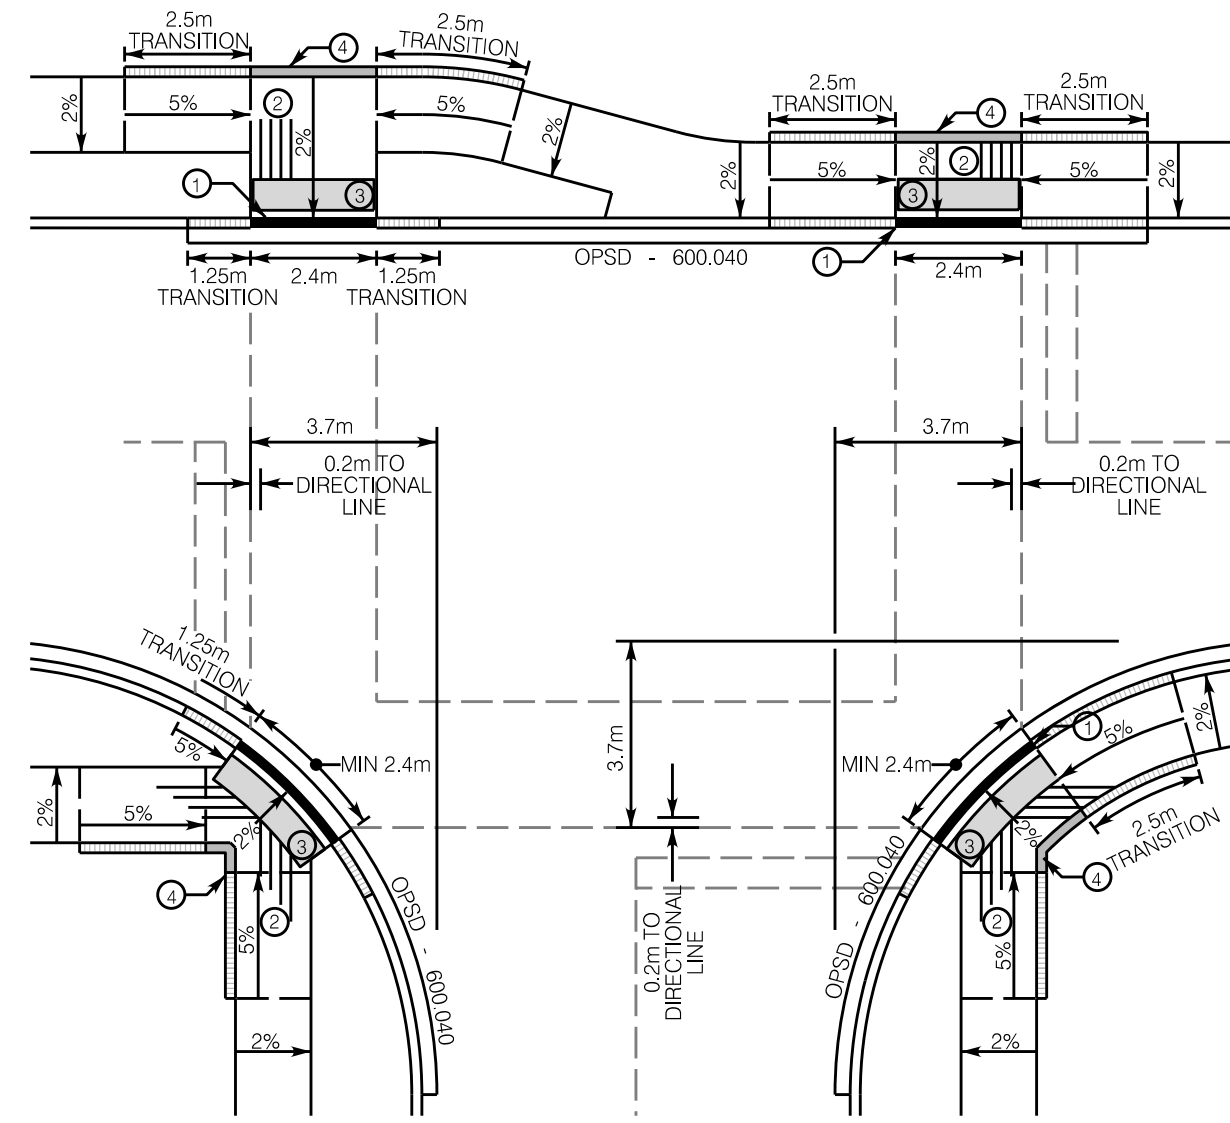 2.5m
TRANSITION
4
2.5m
TRANSITION
2%
5%
2
2%
5%
2%
1
3
2.5m
TRANSITION
4
2.5m
TRANSITION
2%
5%
2%
2
5%
2%
3
OPSD - 600.040
1
1.25m
TRANSITION
2.4m
1.25m
TRANSITION
2.4m
3.7m
0.2m TO
DIRECTIONAL
LINE
3.7m
0.2m TO
DIRECTIONAL
LINE
1.25m
TRANSITION
5%
MIN 2.4m
2%
5%
2%
3
4
2
5%
2%
OPSD - 600.040
3.7m
0.2m TO
DIRECTIONAL
LINE
MIN 2.4m
1
5%
2%
2%
3
2.5m
TRANSITION
4
2
5%
2%
OPSD - 600.040